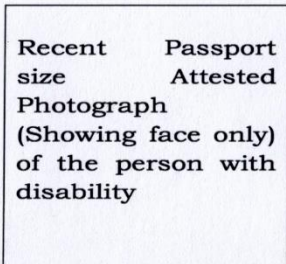 Recent Passport
size Attested
Photograph
(Showing face only)
of the person with
disability